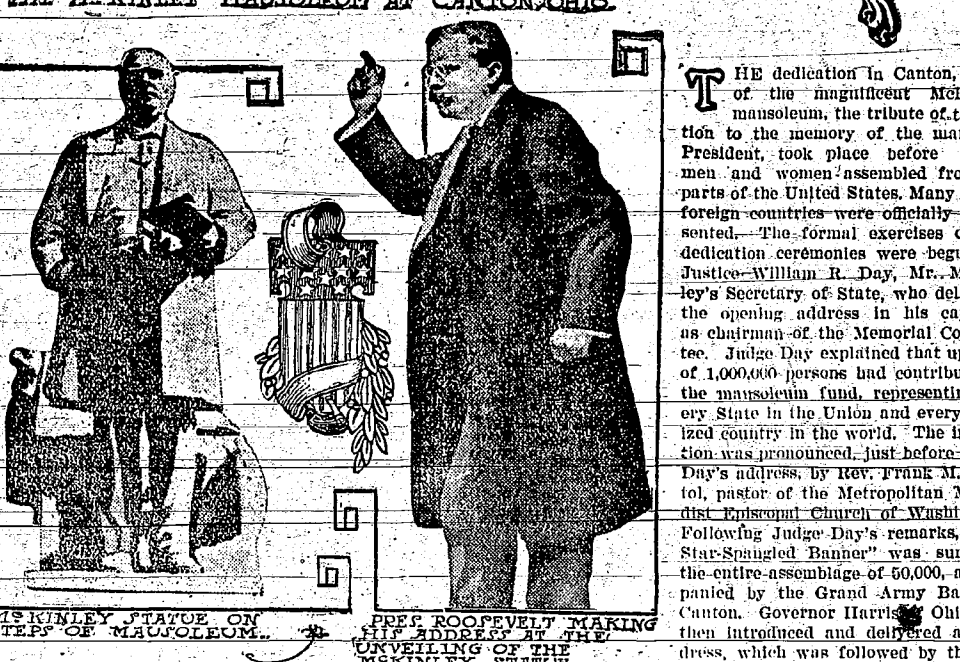 THE McKINLEY MAUSOLEUM AT CANTON, OHIO.
McKINLEY STATUE ON
STEPS OF MAUSOLEUM.
PRES. ROOSEVELT MAKING
HIS ADDRESS AT THE
UNVEILING OF THE
McKINLEY STATUE
THE dedication in Canton,
of the magnificent McK
mausoleum, the tribute of t
tion to the memory of the mar
President, took place before
men and women assembled fro
parts of the United States. Many
foreign countries were officially
sented. The formal exercises o
dedication ceremonies were begu
Justice William R. Day, Mr. M
ley's Secretary of State, who del
the opening address in his ca
as chairman of the Memorial Co
tee. Judge Day explained that up
of 1,000,000 persons had contribu
the mausoleum fund, representin
ery State in the Union and every
ized country in the world. The i
tion was pronounced, just before
Day's address, by Rev. Frank M.
tol, pastor of the Metropolitan M
dist Episcopal Church of Washi
Following Judge Day's remarks,
Star-Spangled Banner" was sun
the entire assemblage of 50,000, a
panied by the Grand Army Ba
Canton. Governor Harris Ohi
then introduced and delivered a
dress, which was followed by th